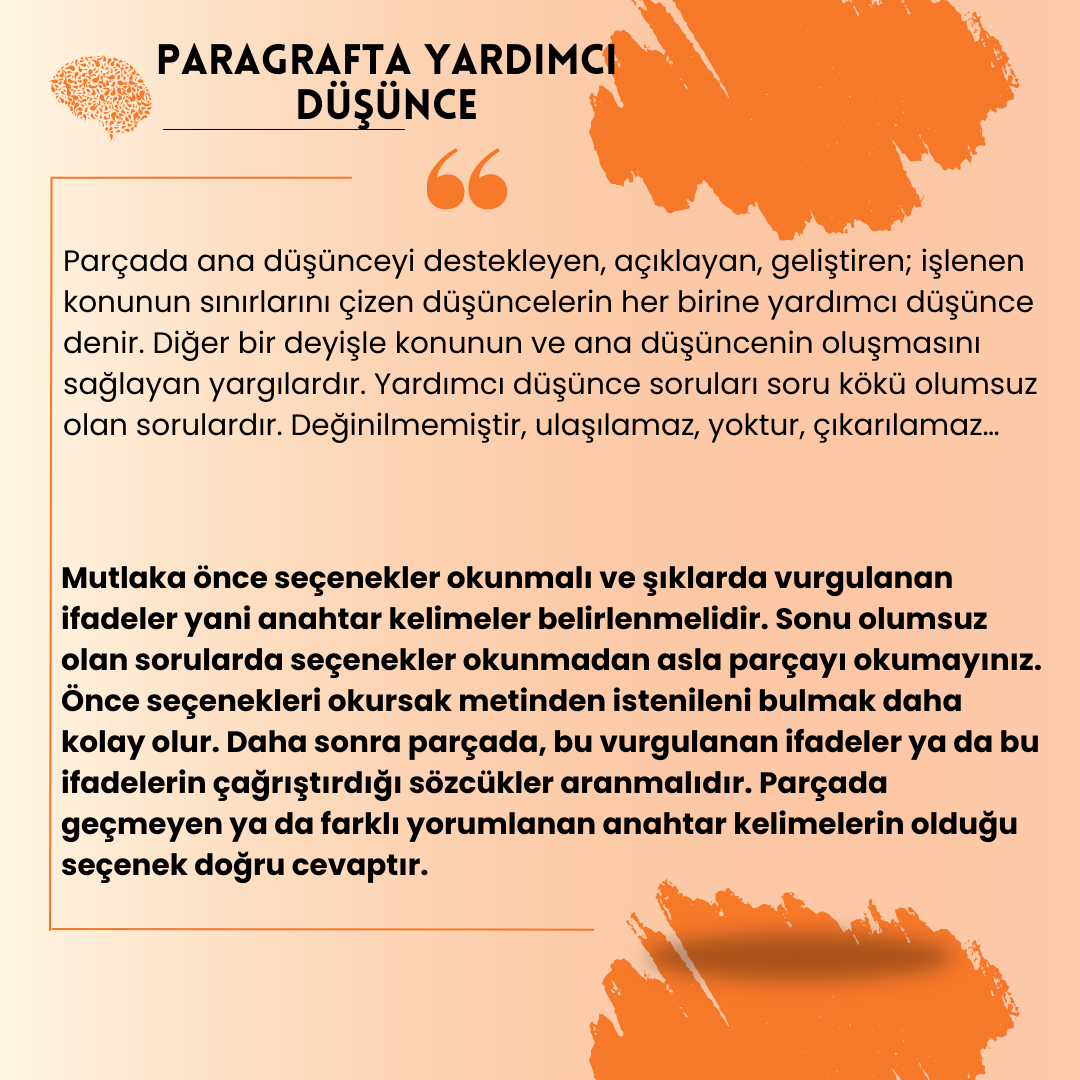 PARAGRAFTA YARDIMCI
DÜŞÜNCE
Parçada ana düşünceyi destekleyen, açıklayan, geliştiren; işlenen
konunun sınırlarını çizen düşüncelerin her birine yardımcı düşünce
denir. Diğer bir deyişle konunun ve ana düşüncenin oluşmasını
sağlayan yargılardır. Yardımcı düşünce soruları soru kökü olumsuz
olan sorulardır. Değinilmemiştir, ulaşılamaz, yoktur, çıkarılamaz...
Mutlaka önce seçenekler okunmalı ve şıklarda vurgulanan
ifadeler yani anahtar kelimeler belirlenmelidir. Sonu olumsuz
olan sorularda seçenekler okunmadan asla parçayı okumayınız.
Önce seçenekleri okursak metinden istenileni bulmak daha
kolay olur. Daha sonra parçada, bu vurgulanan ifadeler ya da bu
ifadelerin çağrıştırdığı sözcükler aranmalıdır. Parçada
geçmeyen ya da farklı yorumlanan anahtar kelimelerin olduğu
seçenek doğru cevaptır.